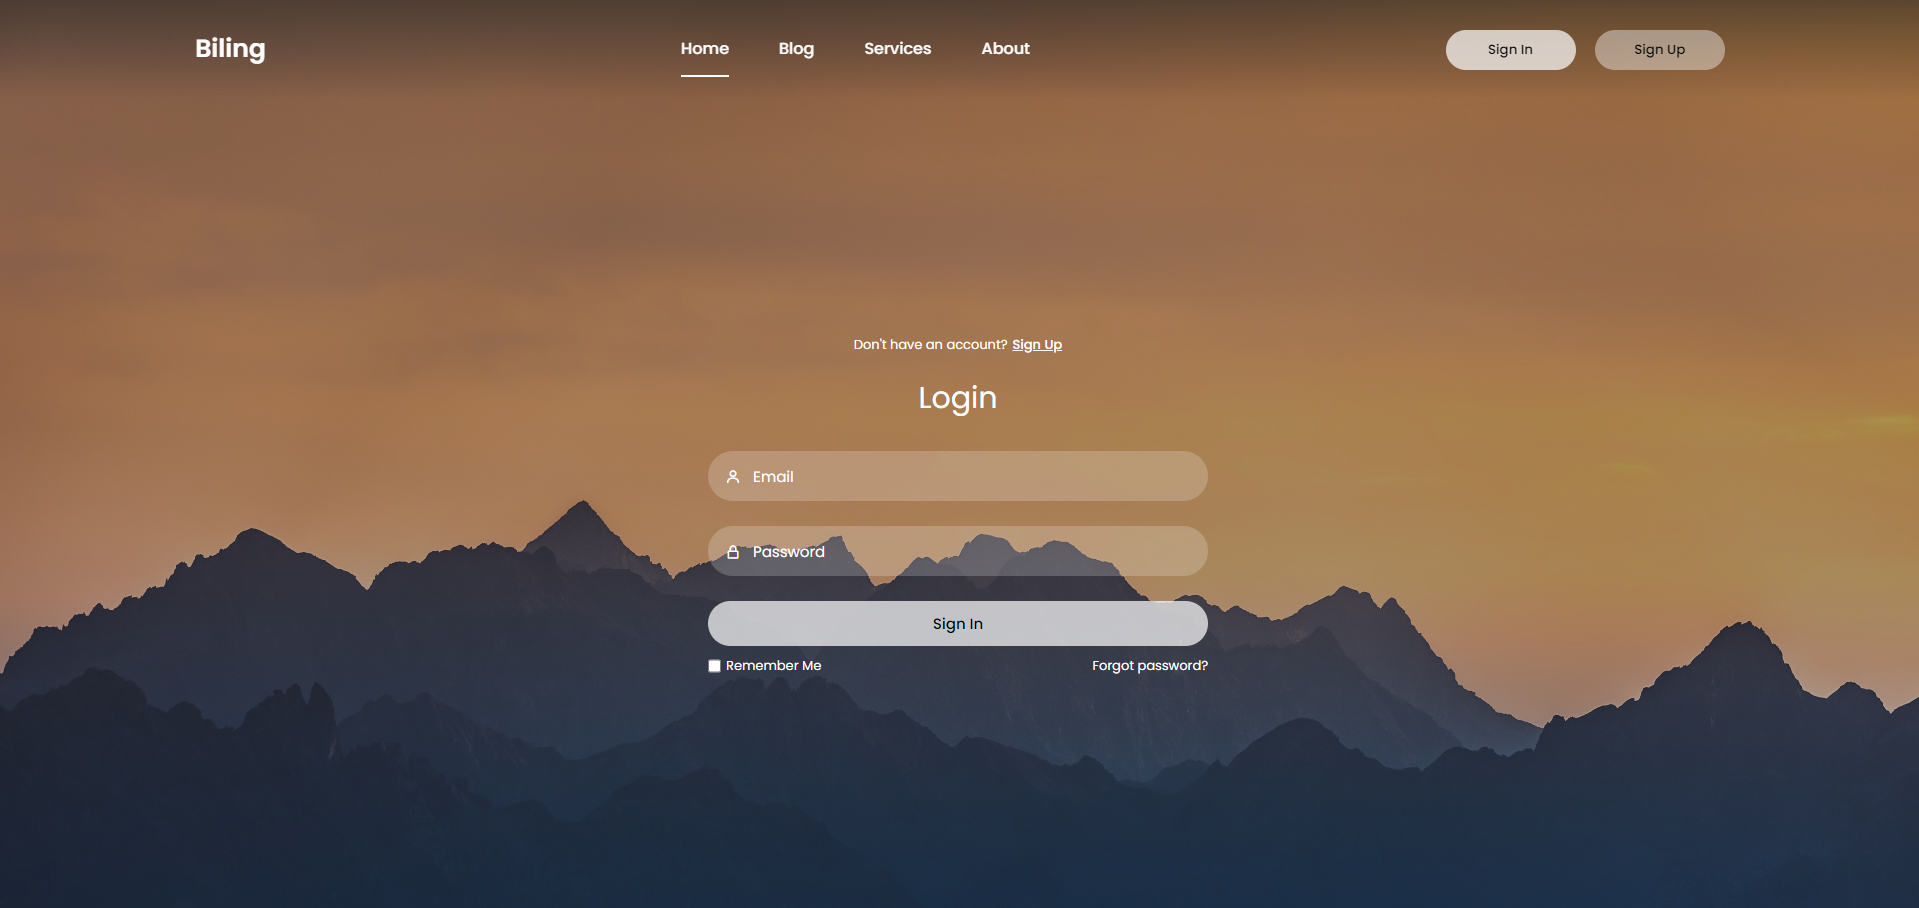 Biling
Home Blog Services About
Sign In Sign Up
Don't have an account? Sign Up
Login
Email
Password
Sign In
Remember Me Forgot password?